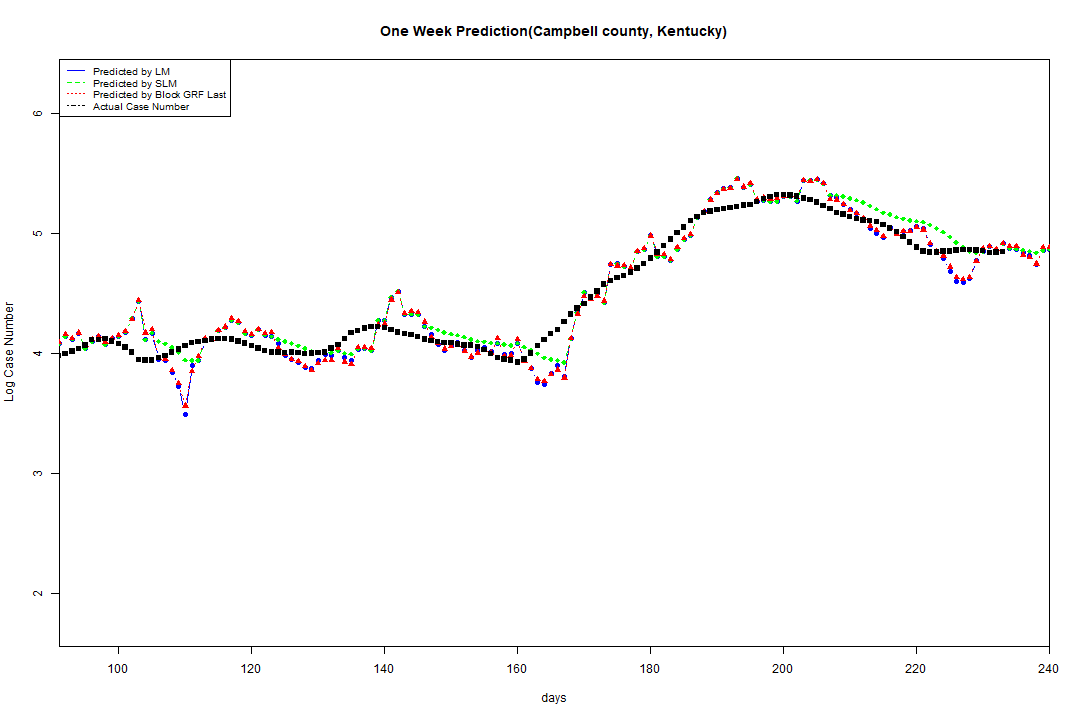 One Week Prediction(Campbell county, Kentucky)
Predicted by LM
Predicted by SLM
Predicted by Block GRF Last
Actual Case Number
6
5
4
3
2
Log Case Number
100 120 140 160 180 200 220 240
days